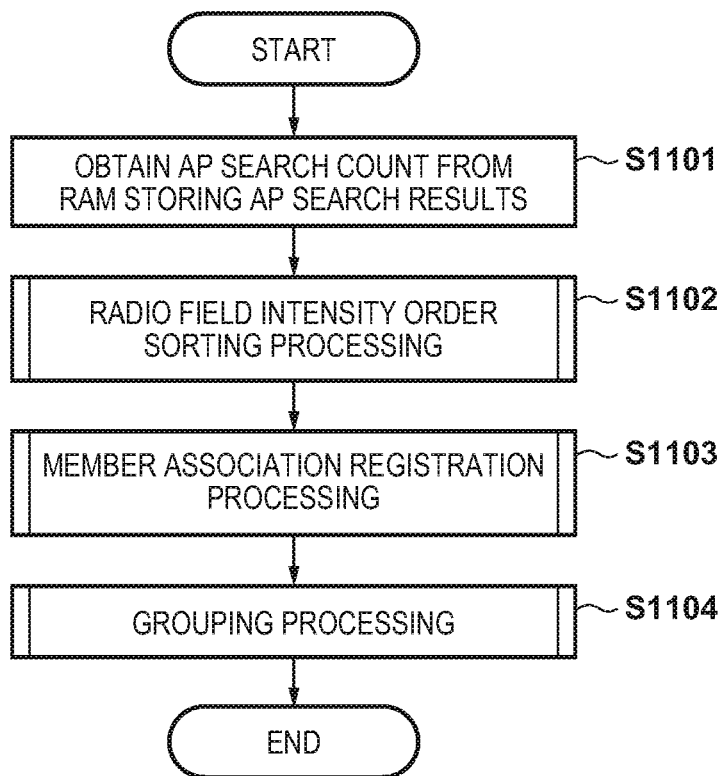 START
OBTAIN AP SEARCH COUNT FROM
RAM STORING AP SEARCH RESULTS
S1101
RADIO FIELD INTENSITY ORDER
SORTING PROCESSING
S1102
MEMBER ASSOCIATION REGISTRATION
PROCESSING
S1103
GROUPING PROCESSING
S1104
END